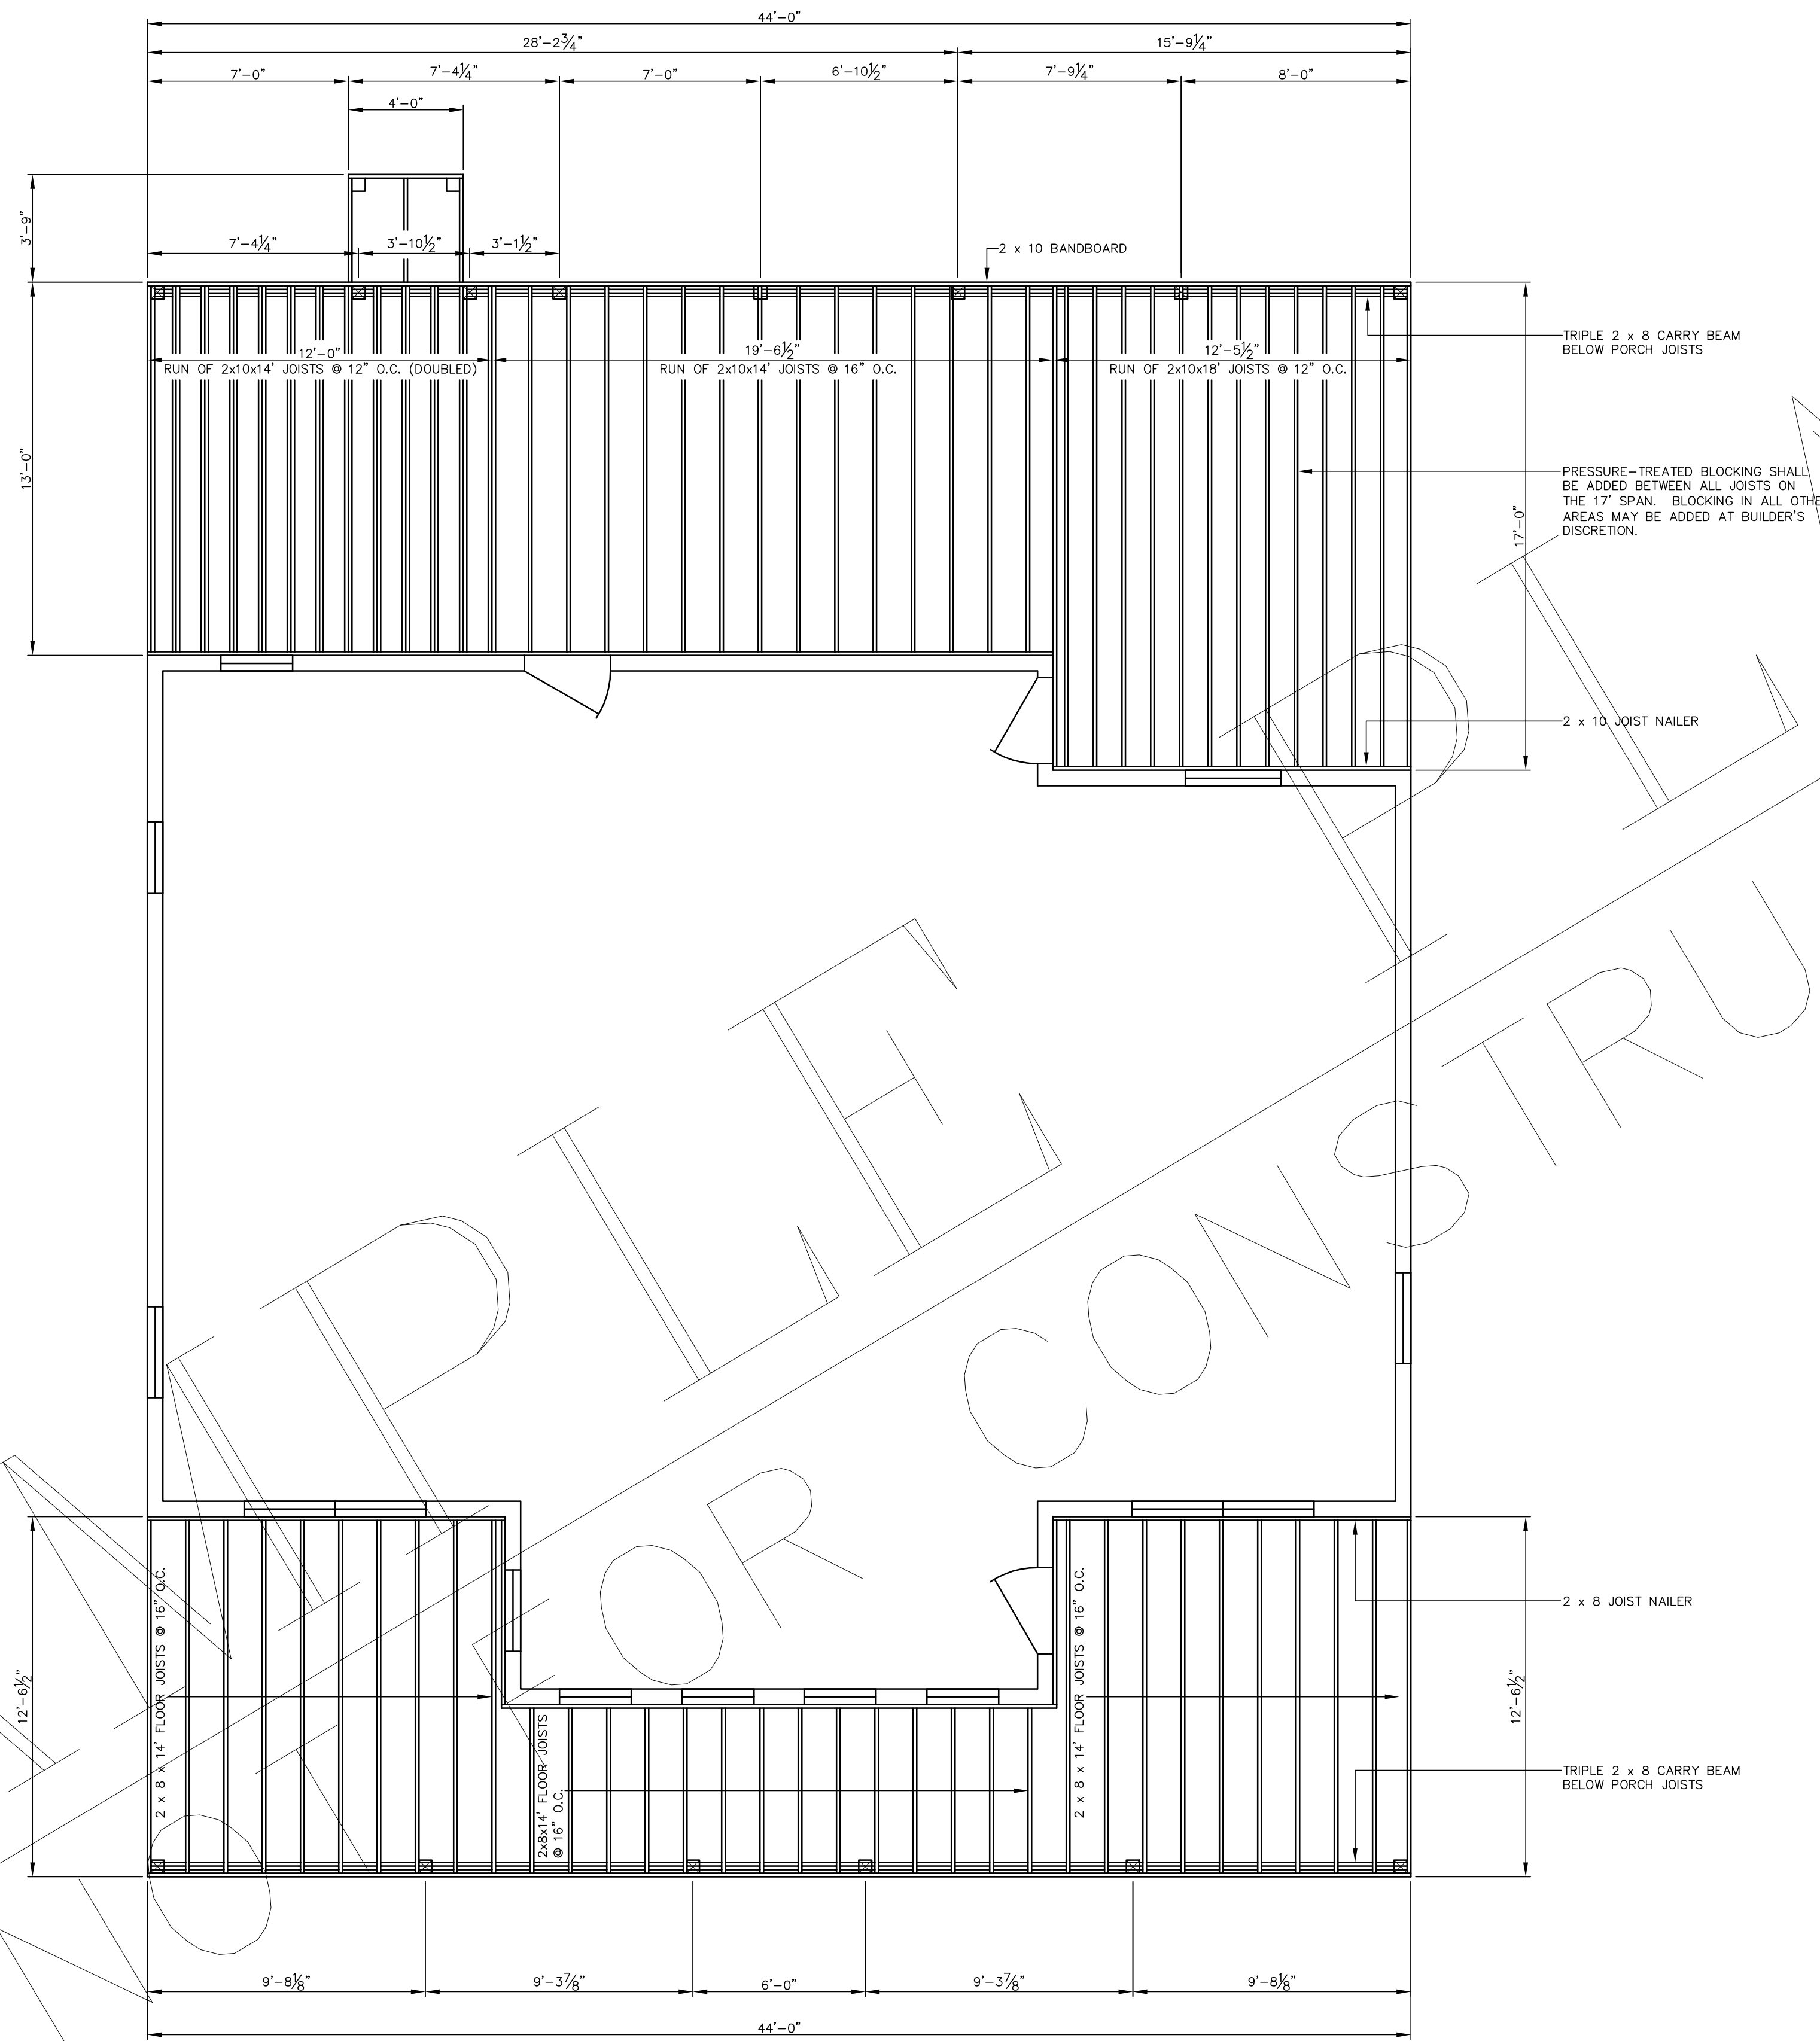 44'-0"
28'-2 3/4"
15'-9 1/4"
7'-0"
7'-4 1/4"
7'-0"
6'-10 1/2"
7'-9 1/4"
8'-0"
4'-0"
3'-9"
7'-4 1/4"
3'-10 1/2"
3'-1 1/2"
2 x 10 BANDBOARD
TRIPLE 2 x 8 CARRY BEAM
BELOW PORCH JOISTS
12'-0"
RUN OF 2x10x14' JOISTS @ 12" O.C. (DOUBLED)
19'-6 1/2"
RUN OF 2x10x14' JOISTS @ 16" O.C.
12'-5 1/2"
RUN OF 2x10x18' JOISTS @ 12" O.C.
13'-0"
17'-0"
PRESSURE-TREATED BLOCKING SHALL
BE ADDED BETWEEN ALL JOISTS ON
THE 17' SPAN. BLOCKING IN ALL OTHE
AREAS MAY BE ADDED AT BUILDER'S
DISCRETION.
2 x 10 JOIST NAILER
2 x 8 x 14' FLOOR JOISTS @ 16" O.C.
2x8x14' FLOOR JOISTS
@ 16" O.C.
2 x 8 x 14' FLOOR JOISTS @ 16" O.C.
2 x 8 JOIST NAILER
12'-6 1/2"
12'-6 1/2"
TRIPLE 2 x 8 CARRY BEAM
BELOW PORCH JOISTS
9'-8 1/8"
9'-3 7/8"
6'-0"
9'-3 7/8"
9'-8 1/8"
44'-0"